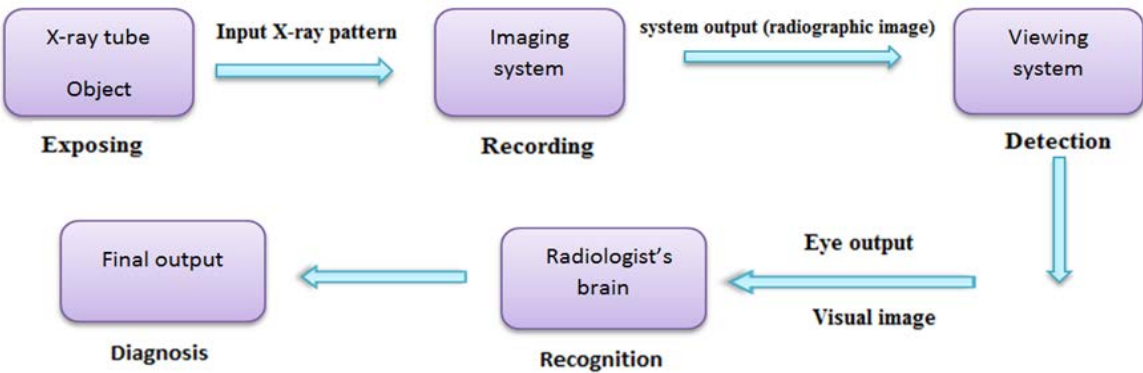 X-ray tube
Object
Exposing
Input X-ray pattern
Imaging
system
Recording
system output (radiographic image)
Viewing
system
Detection
Eye output
Visual image
Radiologist's
brain
Recognition
Final output
Diagnosis